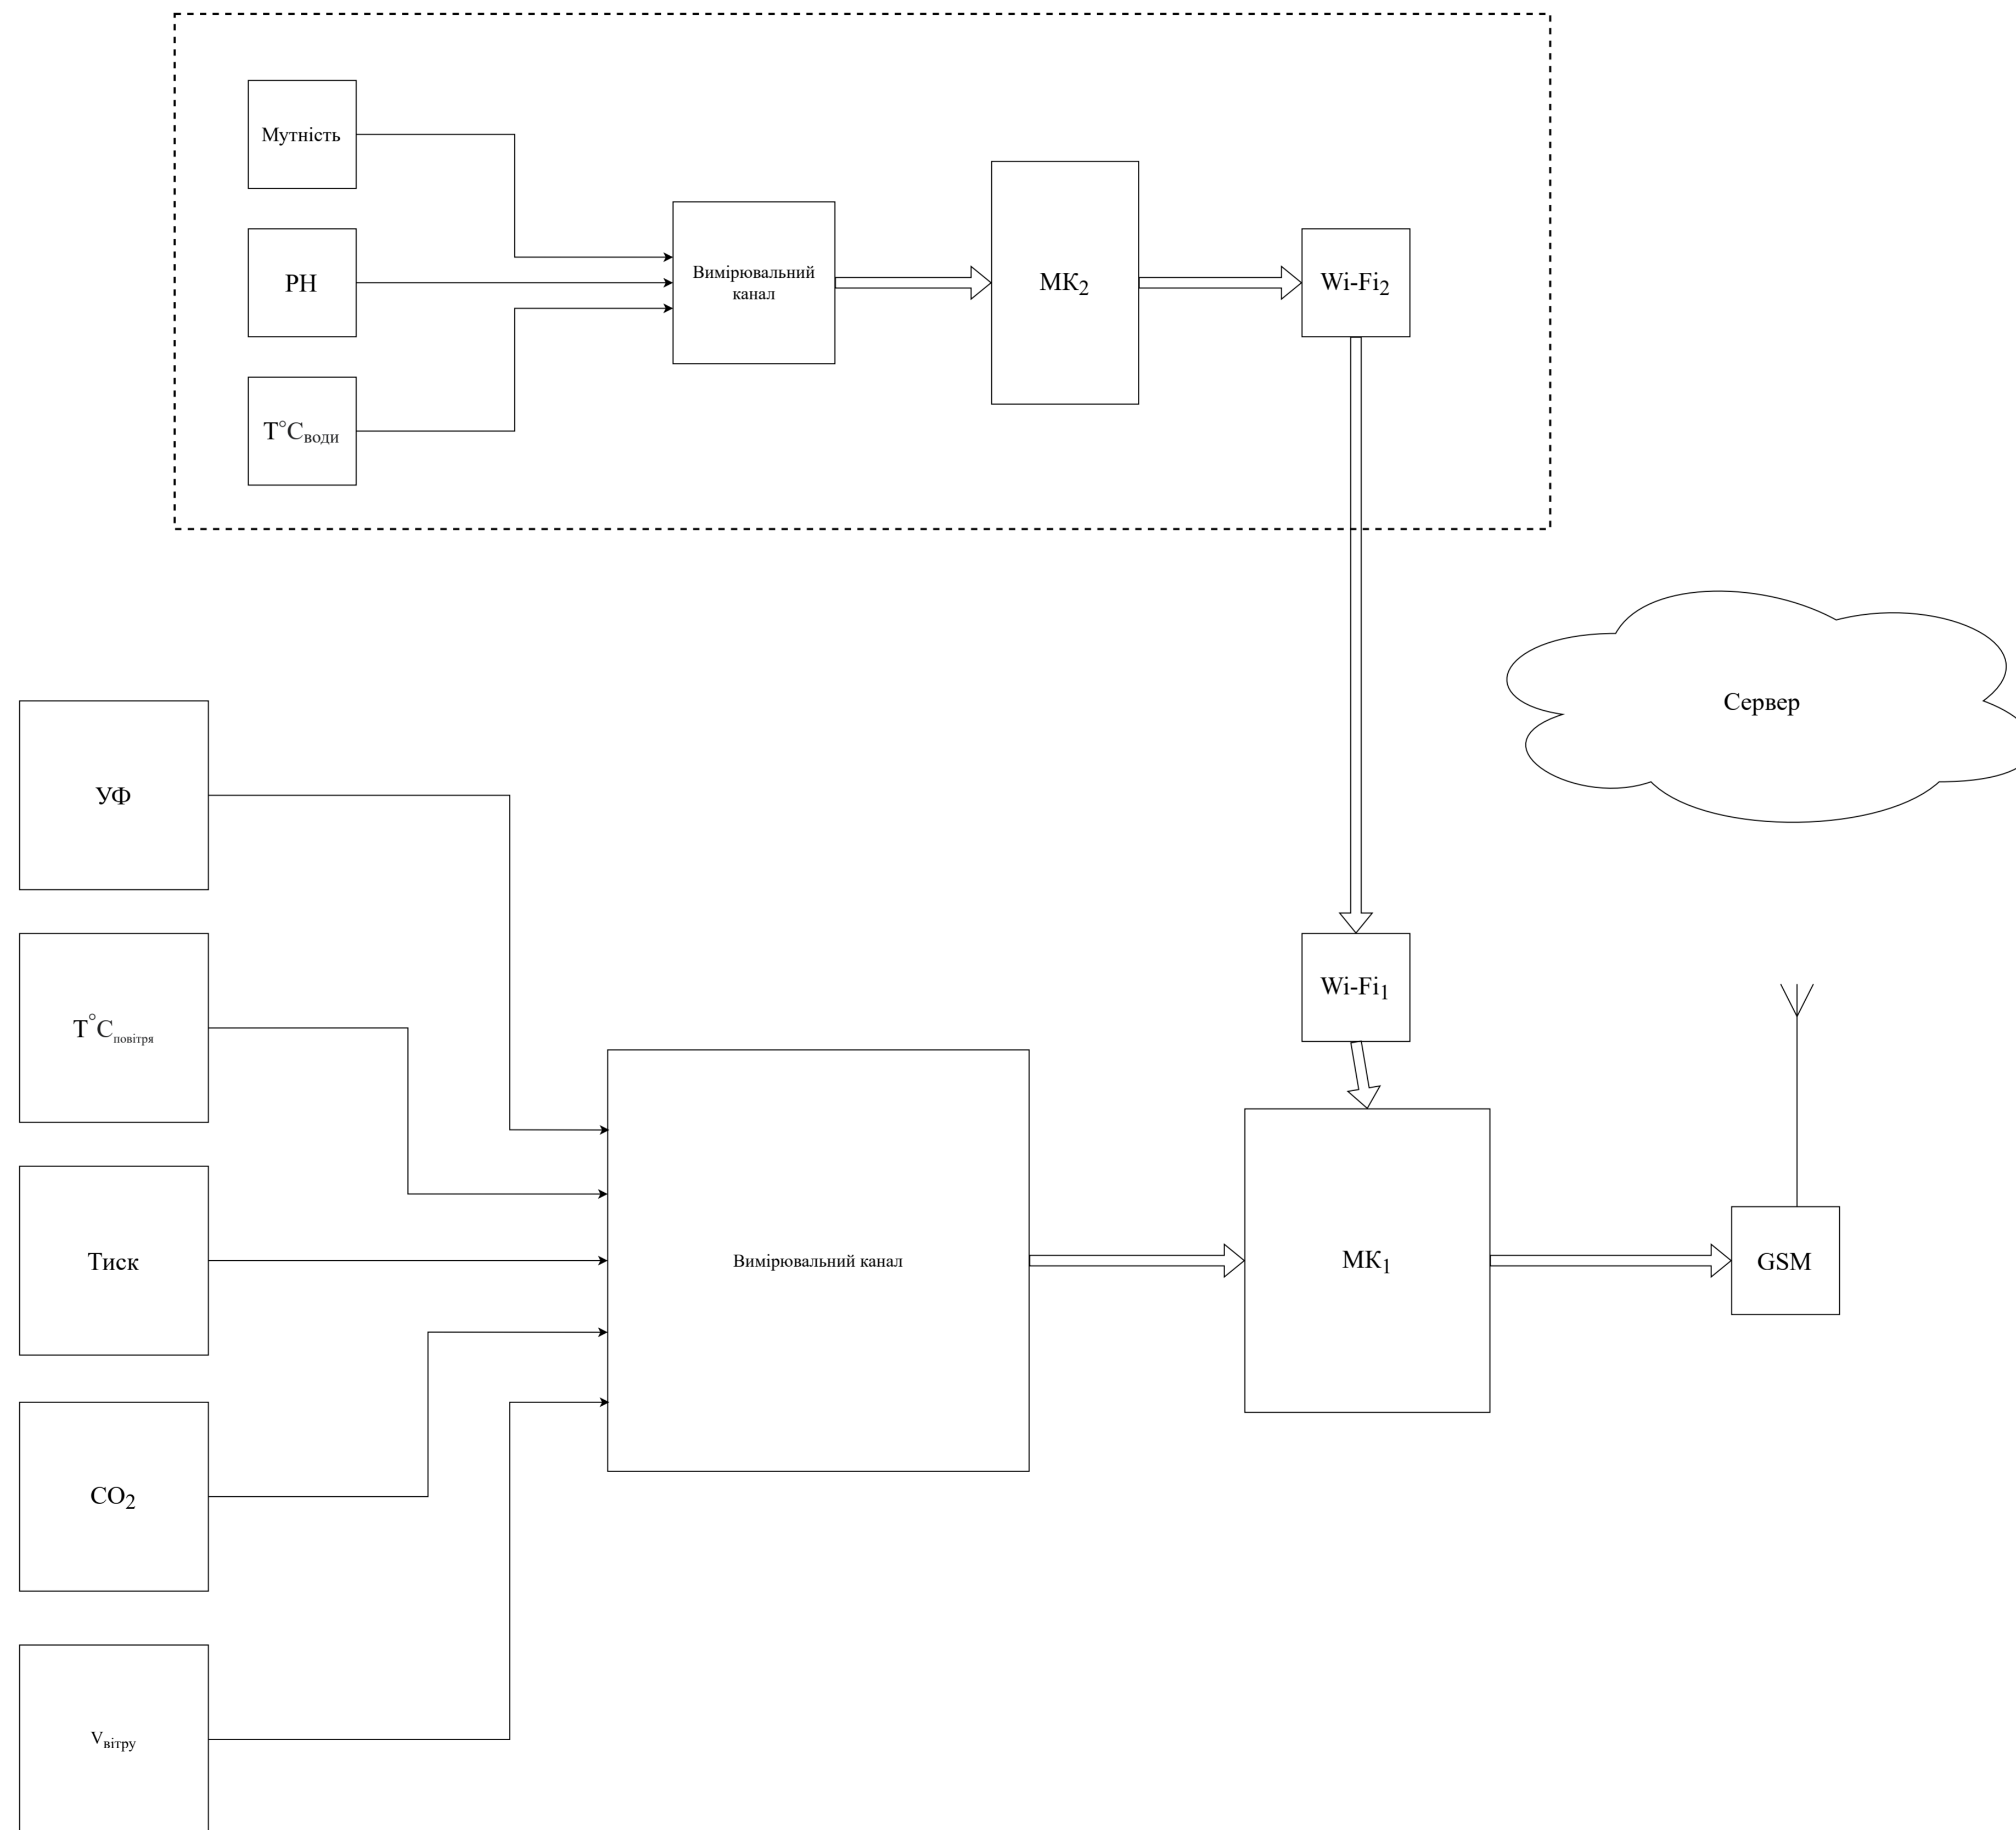 Мутність
PH
T°Cводи
Вимірювальний
канал
МК2
Wi-Fi2
Сервер
УФ
T°Cповітря
Тиск
CO2
Vвітру
Вимірювальний канал
Wi-Fi1
МК1
GSM